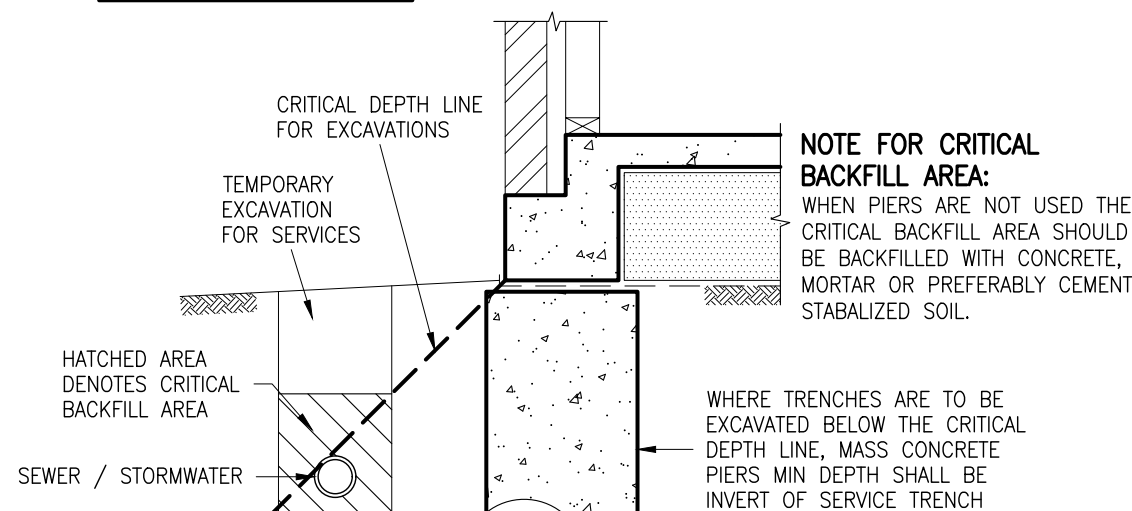 CRITICAL DEPTH LINE
FOR EXCAVATIONS
TEMPORARY
EXCAVATION
FOR SERVICES
HATCHED AREA
DENOTES CRITICAL
BACKFILL AREA
SEWER / STORMWATER
NOTE FOR CRITICAL
BACKFILL AREA:
WHEN PIERS ARE NOT USED THE
CRITICAL BACKFILL AREA SHOULD
BE BACKFILLED WITH CONCRETE,
MORTAR OR PREFERABLY CEMENT
STABALIZED SOIL.
WHERE TRENCHES ARE TO BE
EXCAVATED BELOW THE CRITICAL
DEPTH LINE, MASS CONCRETE
PIERS MIN DEPTH SHALL BE
INVERT OF SERVICE TRENCH